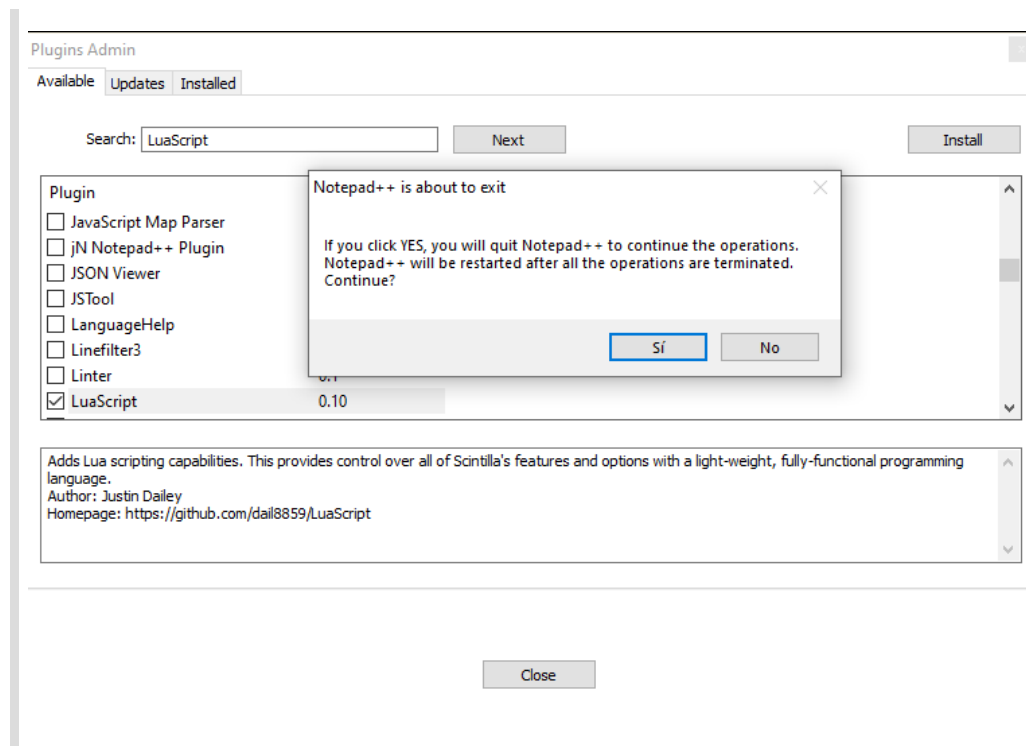 Plugins Admin
Available Updates Installed
Search: LuaScript Next Install
Plugin
JavaScript Map Parser
jN Notepad++ Plugin
JSON Viewer
JSTool
LanguageHelp
Linefilter3
Linter
LuaScript 0.10
Notepad++ is about to exit
If you click YES, you will quit Notepad++ to continue the operations.
Notepad++ will be restarted after all the operations are terminated.
Continue?
Sí No
Adds Lua scripting capabilities. This provides control over all of Scintilla's features and options with a light-weight, fully-functional programming
language.
Author: Justin Dailey
Homepage: https://github.com/dail8859/LuaScript
Close